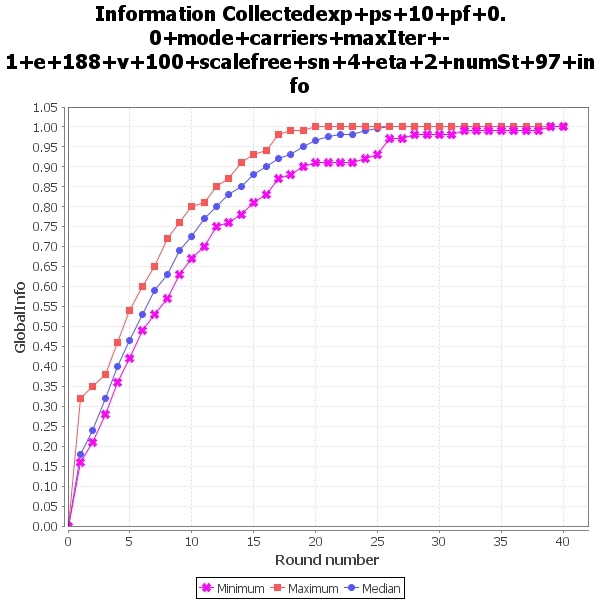 Information Collectedexp+ps+10+pf+0.
0+mode+carriers+maxIter+-
1+e+188+v+100+scalefree+sn+4+eta+2+numSt+97+in
fo
1.05
1.00
0.95
0.90
0.85
0.80
0.75
0.70
0.65
0.60
0.55
0.50
0.45
0.40
0.35
0.30
0.25
0.20
0.15
0.10
0.05
0.00
GlobalInfo
0 5 10 15 20 25 30 35 40
Round number
Minimum Maximum Median